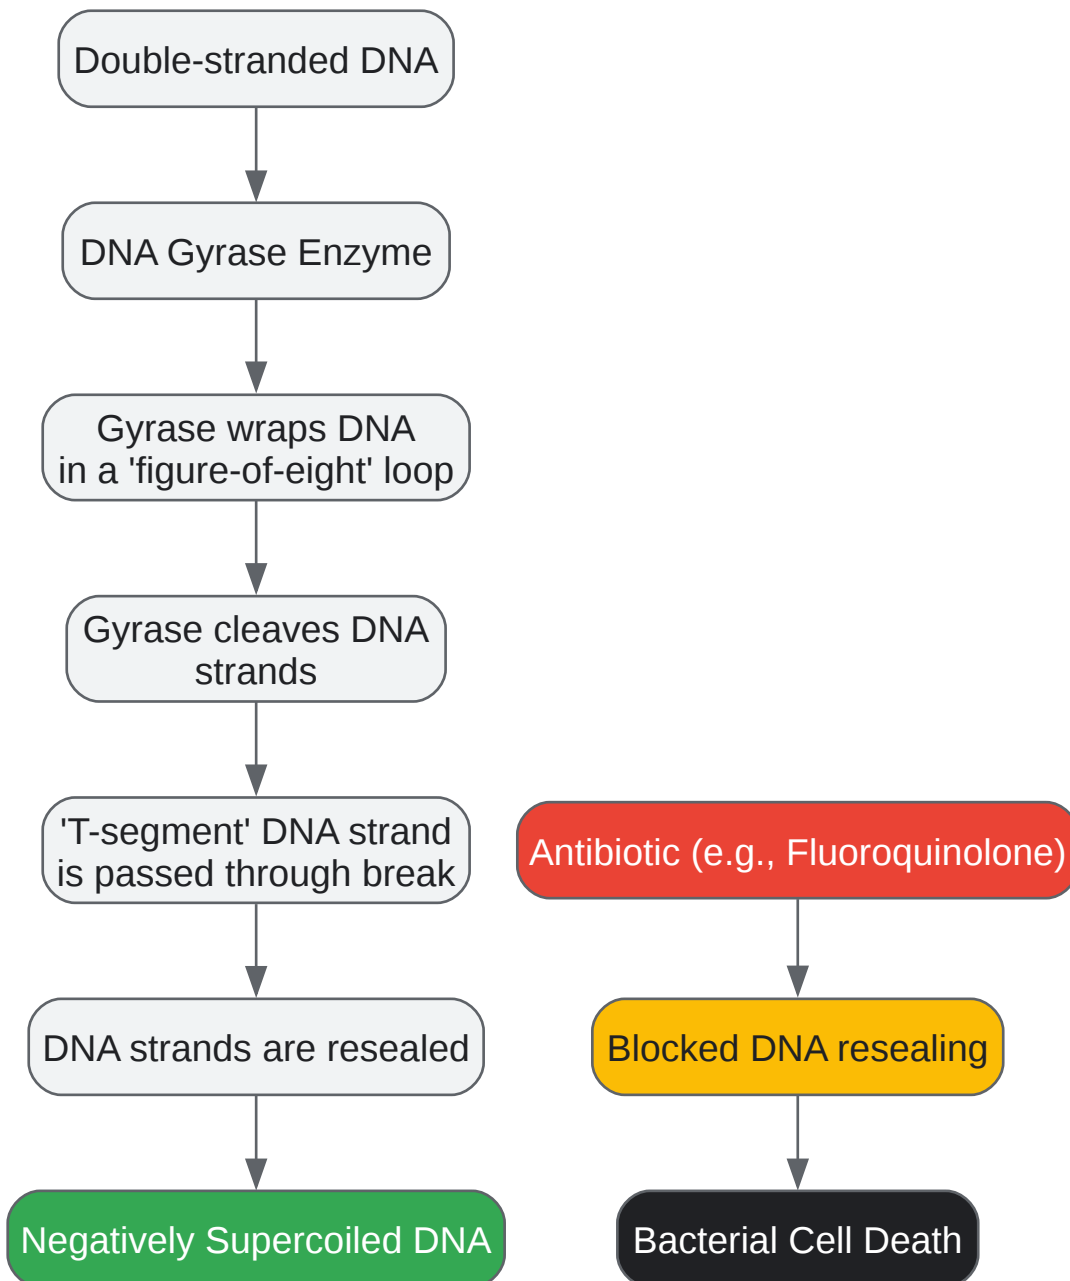 Double-stranded DNA
DNA Gyrase Enzyme
Gyrase wraps DNA
in a 'figure-of-eight' loop
Gyrase cleaves DNA
strands
'T-segment' DNA strand
is passed through break
DNA strands are resealed
Negatively Supercoiled DNA
Antibiotic (e.g., Fluoroquinolone)
Blocked DNA resealing
Bacterial Cell Death